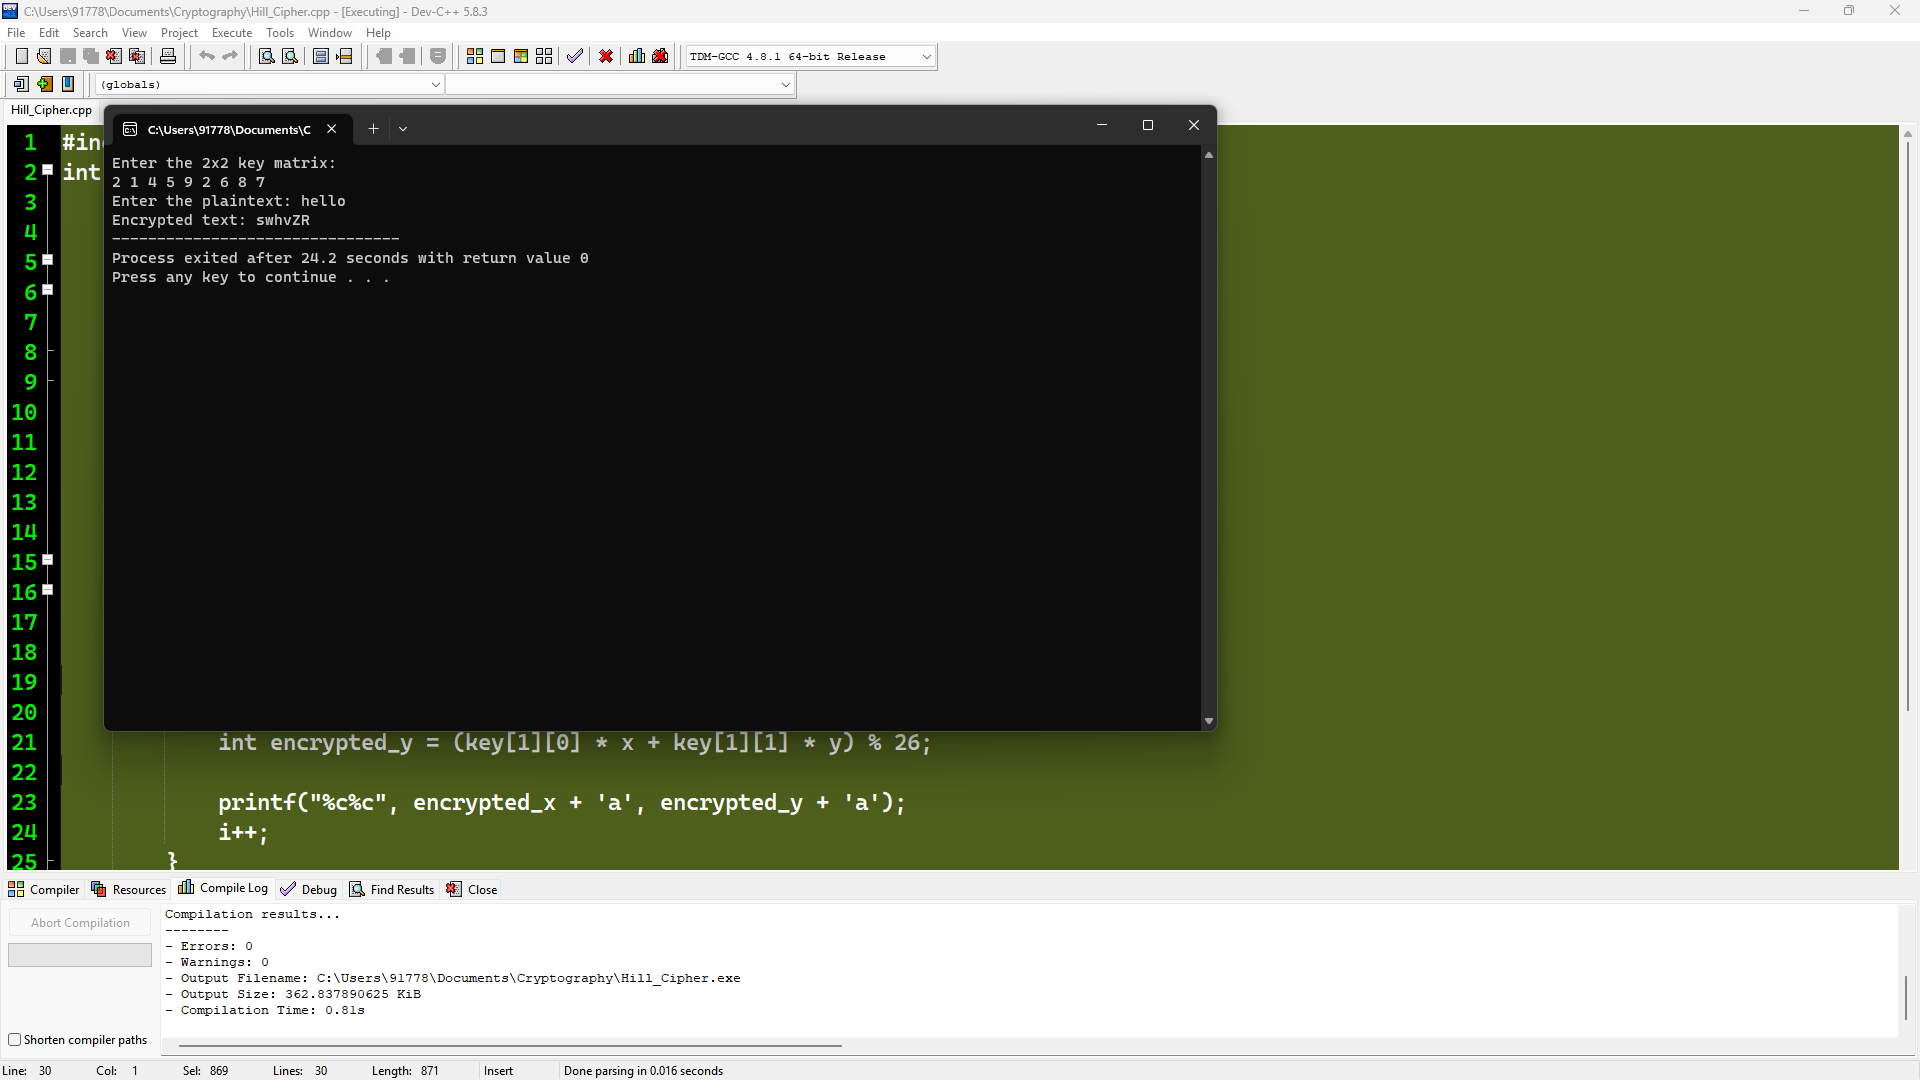 C:\Users\91778\Documents\Cryptography\Hill_Cipher.cpp - [Executing] - Dev-C++ 5.8.3
File Edit Search View Project Execute Tools Window Help
TDM-GCC 4.8.1 64-bit Release
(globals)
Hill_Cipher.cpp
C:\Users\91778\Documents\C
Enter the 2x2 key matrix:
2 1 4 5 9 2 6 8 7
Enter the plaintext: hello
Encrypted text: swhvZR
--------------------------------
Process exited after 24.2 seconds with return value 0
Press any key to continue . . .
1 #in
2 int
3
4
5
6
7
8
9
10
11
12
13
14
15
16
17
18
19
20
21 int encrypted_y = (key[1][0] * x + key[1][1] * y) % 26;
22
23 printf("%c%c", encrypted_x + 'a', encrypted_y + 'a');
24 i++;
25 }
Compiler Resources Compile Log Debug Find Results Close
Abort Compilation
Shorten compiler paths
Compilation results...
--------
- Errors: 0
- Warnings: 0
- Output Filename: C:\Users\91778\Documents\Cryptography\Hill_Cipher.exe
- Output Size: 362.837890625 KiB
- Compilation Time: 0.81s
Line: 30 Col: 1 Sel: 869 Lines: 30 Length: 871 Insert Done parsing in 0.016 seconds